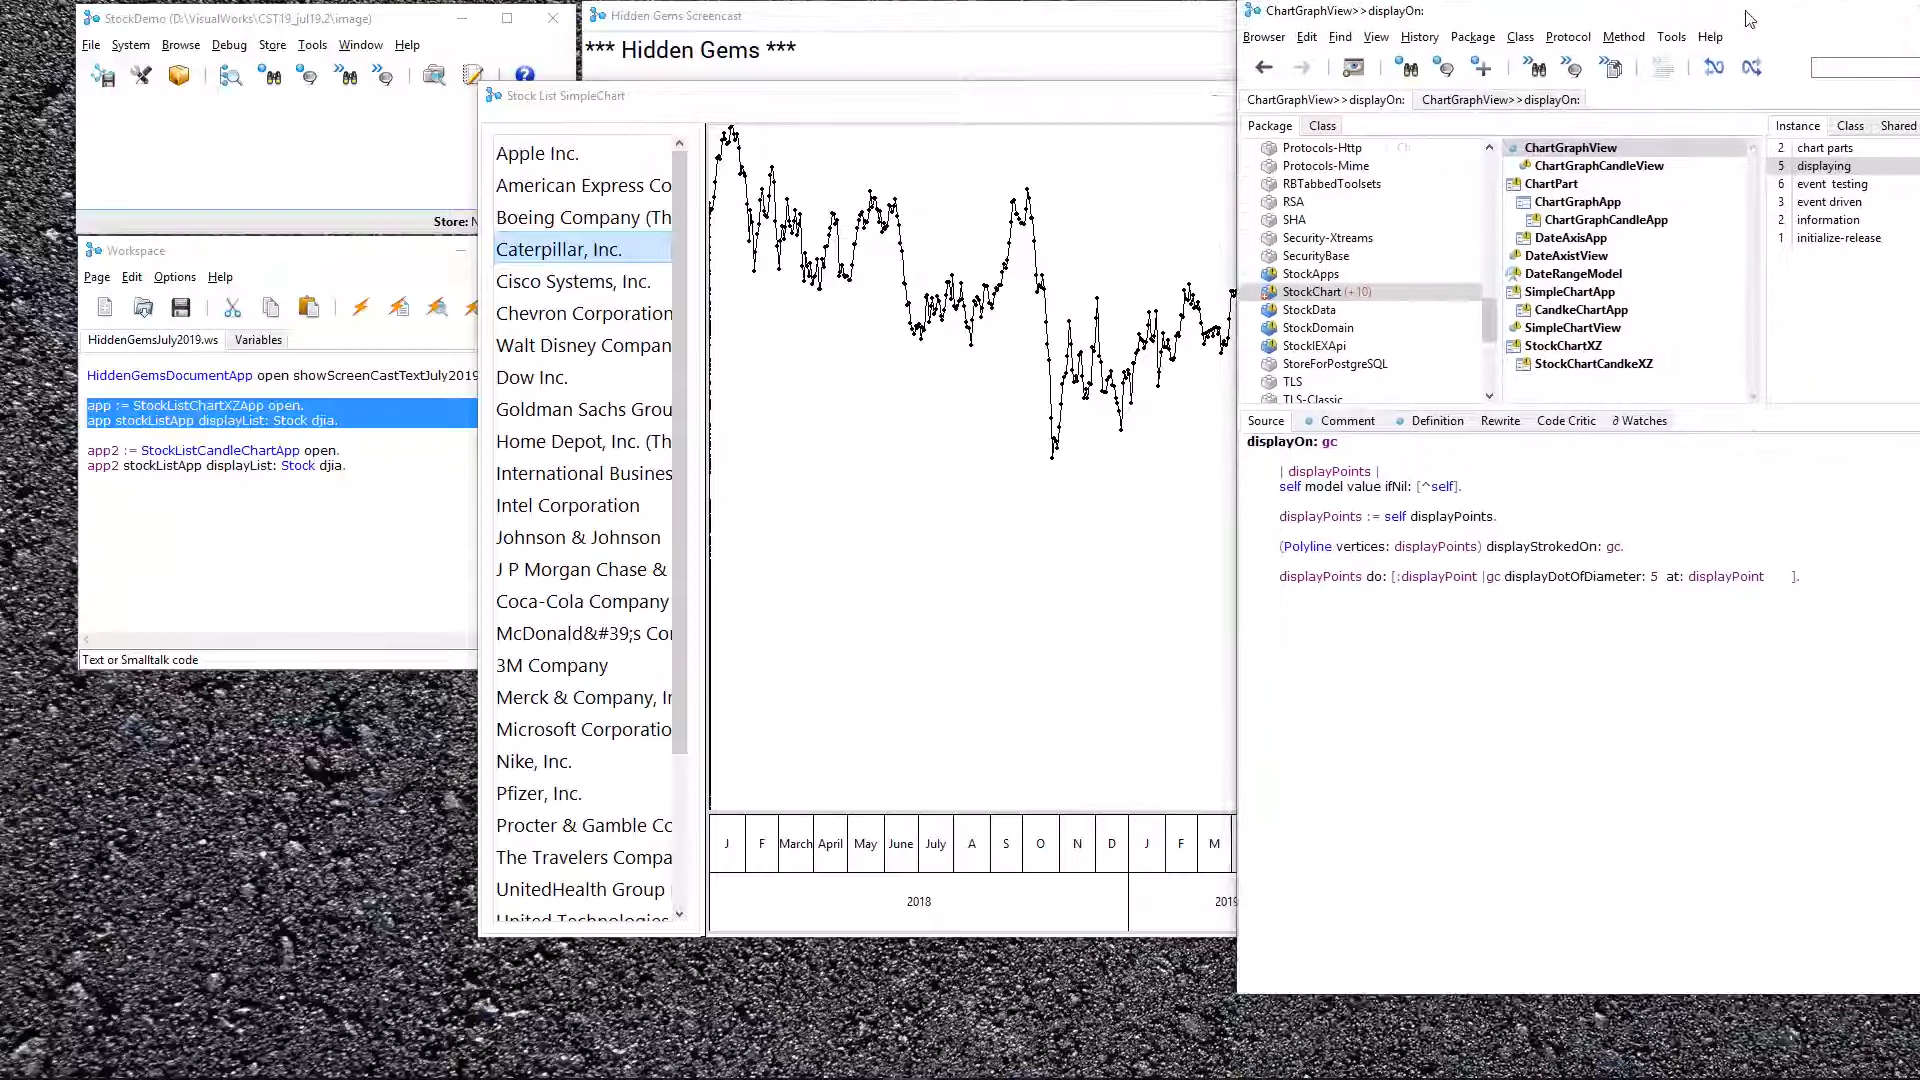 StockDemo (D:\VisualWorks\CST19_jul19.2\image)
File System Browse Debug Store Tools Window Help
Store: N
Workspace
Page Edit Options Help
HiddenGemsJuly2019.ws Variables
HiddenGemsDocumentApp open showScreenCastTextJuly2019
app := StockListChartXZApp open.
app stockListApp displayList: Stock djia.
app2 := StockListCandleChartApp open.
app2 stockListApp displayList: Stock djia.
Text or Smalltalk code
Hidden Gems Screencast
*** Hidden Gems ***
Stock List SimpleChart
Apple Inc.
American Express Co
Boeing Company (Th
Caterpillar, Inc.
Cisco Systems, Inc.
Chevron Corporation
Walt Disney Compan
Dow Inc.
Goldman Sachs Grou
Home Depot, Inc. (Th
International Busines
Intel Corporation
Johnson & Johnson
J P Morgan Chase &
Coca-Cola Company
McDonald&#39;s Cor
3M Company
Merck & Company, Ir
Microsoft Corporatio
Nike, Inc.
Pfizer, Inc.
Procter & Gamble Co
The Travelers Compa
UnitedHealth Group
United Technologies
J F March April May June July A S O N D J F M
2018 2019
ChartGraphView>>displayOn:
Browser Edit Find View History Package Class Protocol Method Tools Help
ChartGraphView>>displayOn: ChartGraphView>>displayOn:
Package Class
Protocols-Http
Protocols-Mime
RBTabbedToolsets
RSA
SHA
Security-Xtreams
SecurityBase
StockApps
StockChart (+10)
StockData
StockDomain
StockIEXApi
StoreForPostgreSQL
TLS
TLS-Classic
ChartGraphView
ChartGraphCandleView
ChartPart
ChartGraphApp
ChartGraphCandleApp
DateAxisApp
DateAxistView
DateRangeModel
SimpleChartApp
CandkeChartApp
SimpleChartView
StockChartXZ
StockChartCandkeXZ
Instance Class Shared
2 chart parts
5 displaying
6 event testing
3 event driven
2 information
1 initialize-release
Source Comment Definition Rewrite Code Critic ∂ Watches
displayOn: gc
| displayPoints |
self model value ifNil: [^self].
displayPoints := self displayPoints.
(Polyline vertices: displayPoints) displayStrokedOn: gc.
displayPoints do: [:displayPoint |gc displayDotOfDiameter: 5 at: displayPoint ].